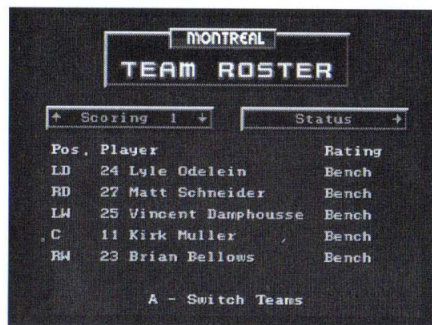 MONTREAL
TEAM ROSTER
↑ Scoring 1 ↓ Status →
Pos. Player Rating
LD 24 Lyle Odelein Bench
RD 27 Matt Schneider Bench
LW 25 Vincent Damphousse Bench
C 11 Kirk Muller Bench
RW 23 Brian Bellows Bench
A - Switch Teams